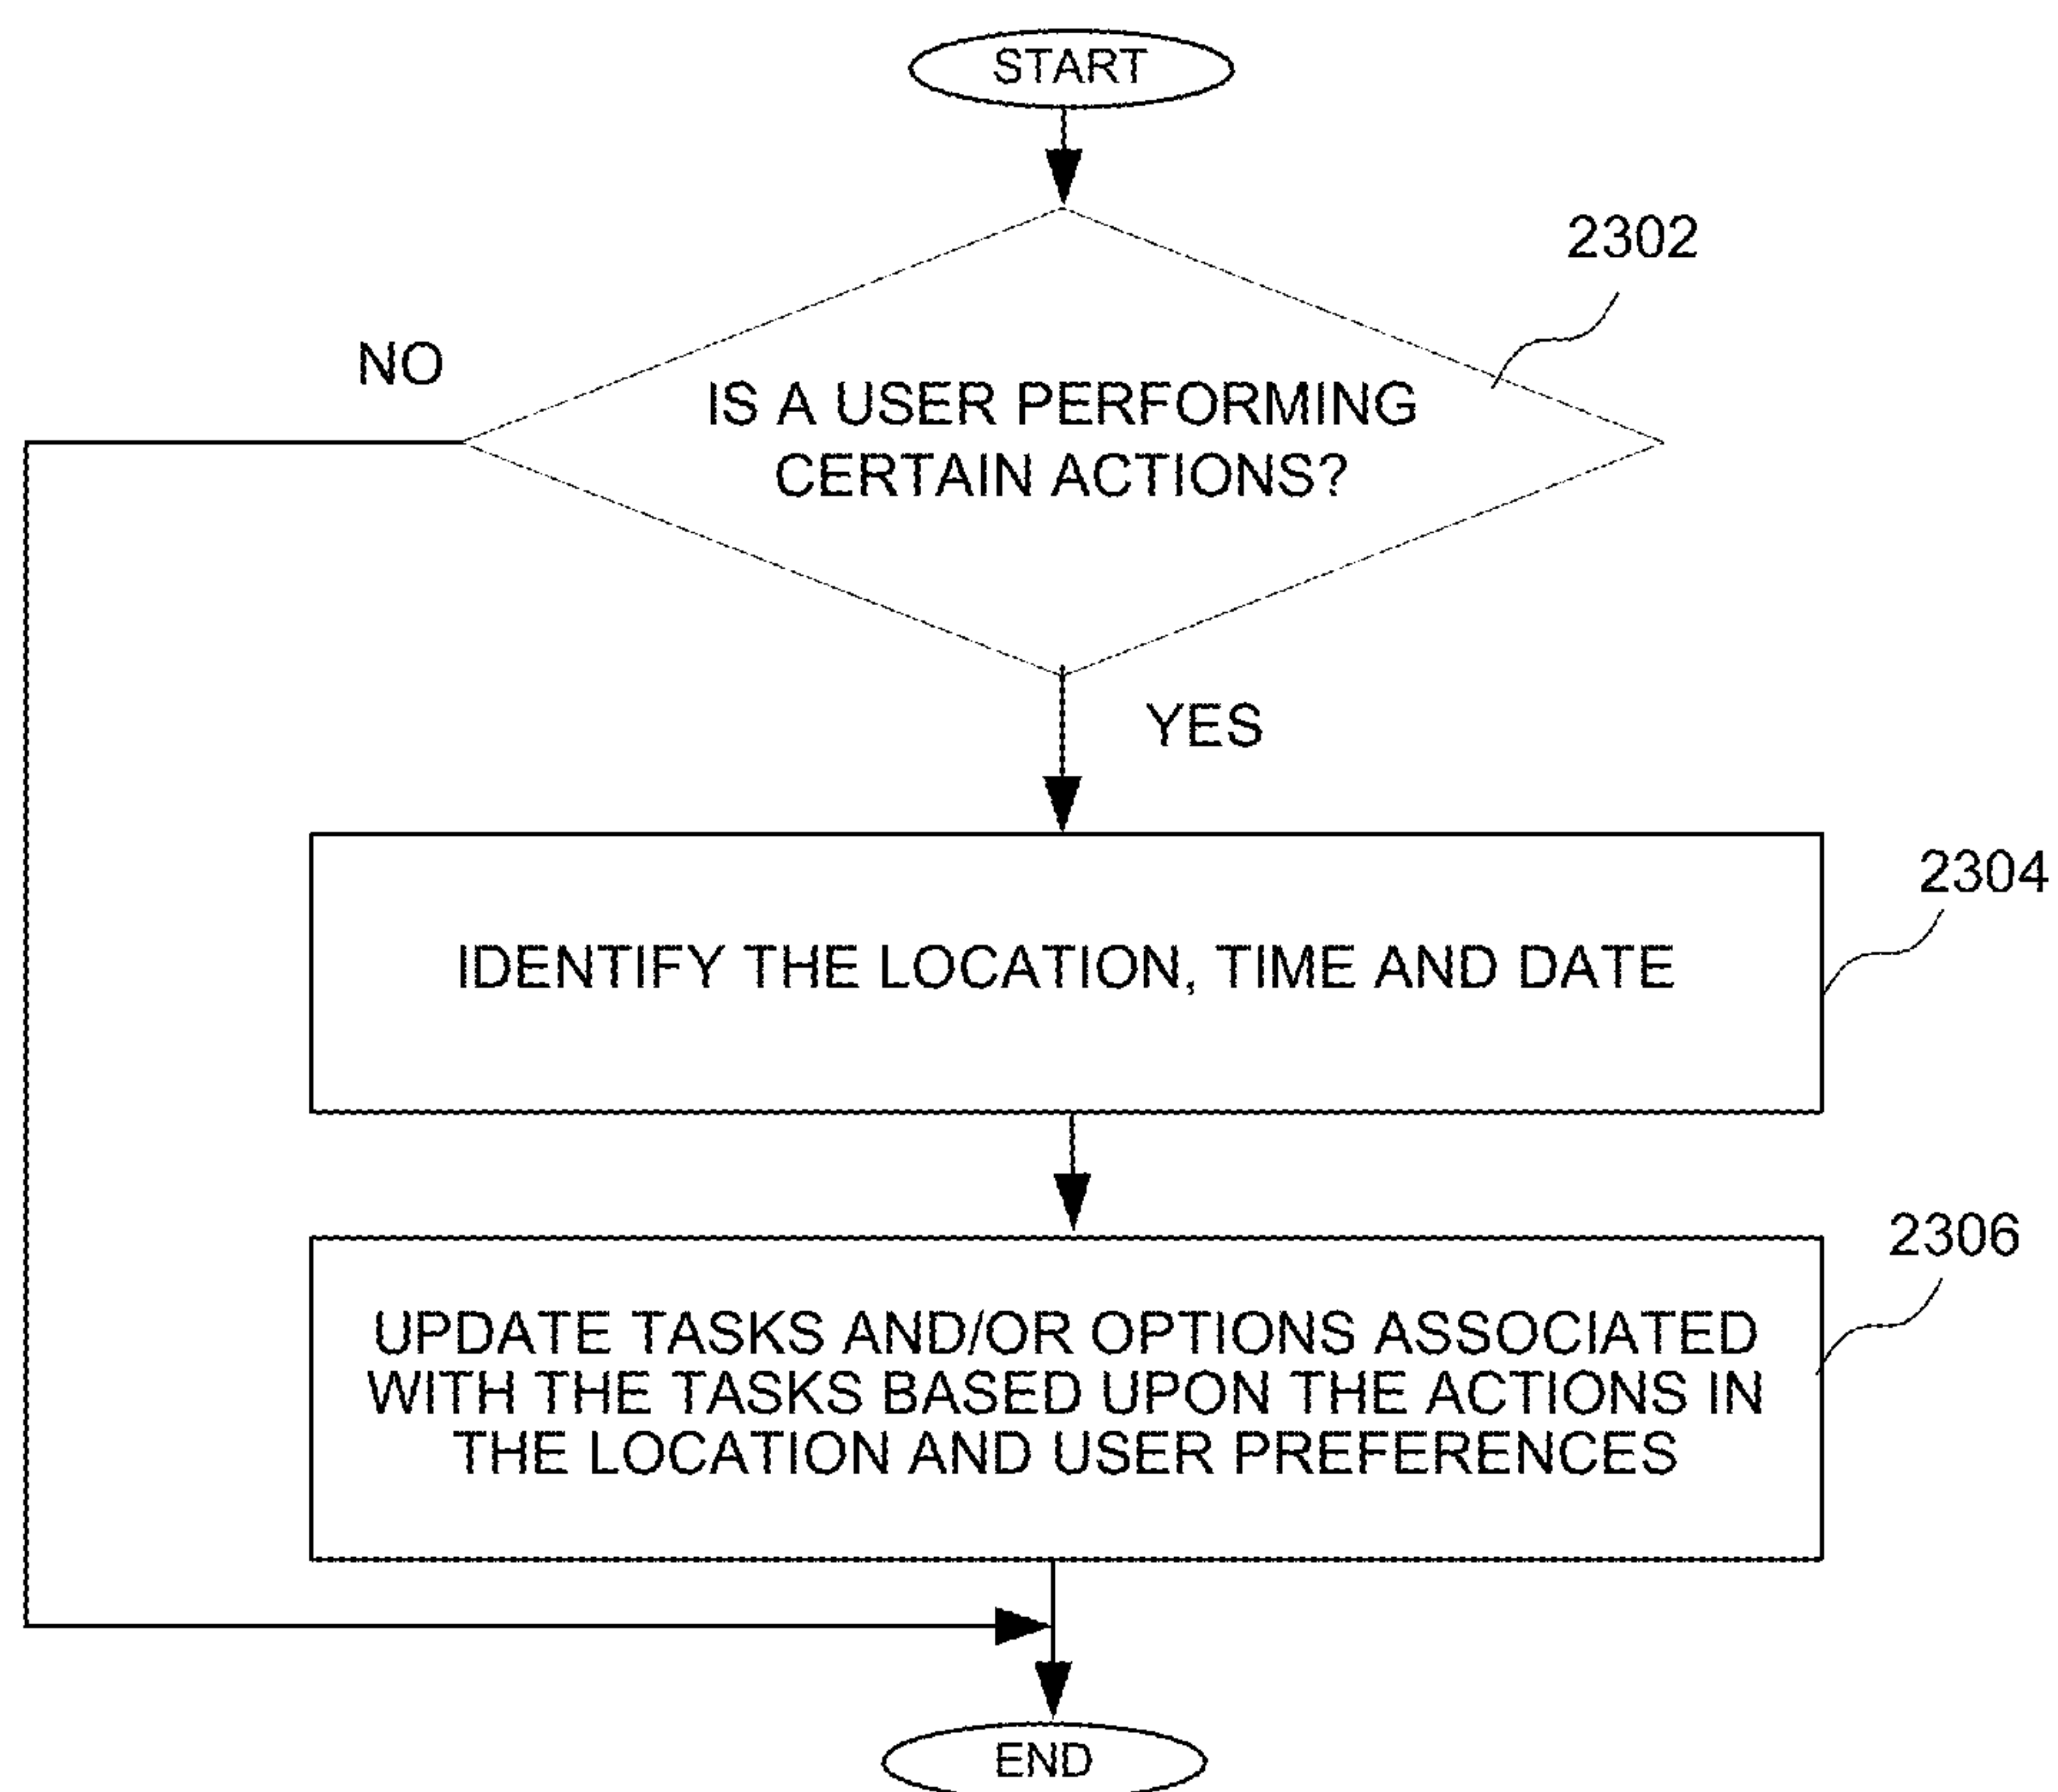 START
2302
NO
IS A USER PERFORMING
CERTAIN ACTIONS?
YES
2304
IDENTIFY THE LOCATION, TIME AND DATE
2306
UPDATE TASKS AND/OR OPTIONS ASSOCIATED
WITH THE TASKS BASED UPON THE ACTIONS IN
THE LOCATION AND USER PREFERENCES
END